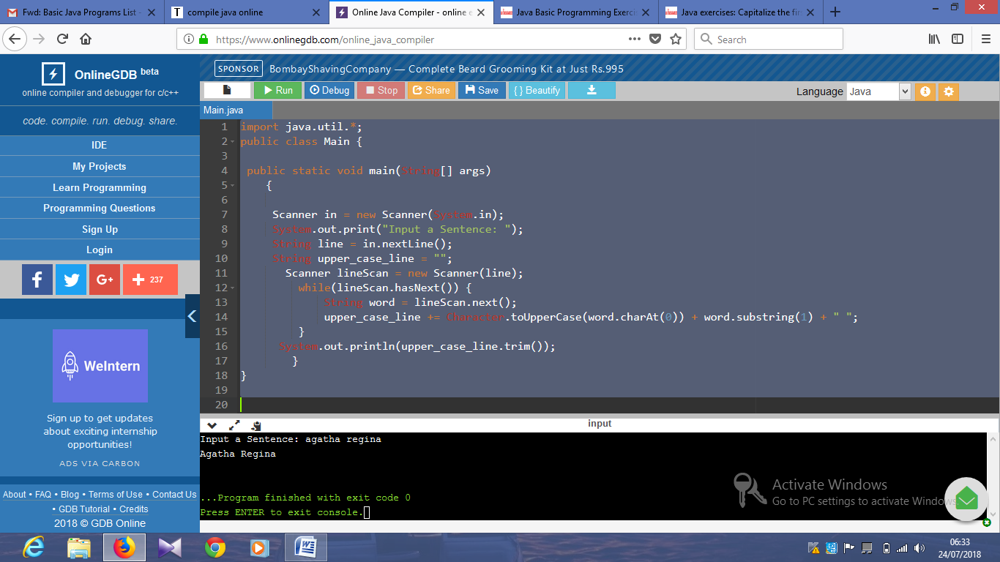 Fwd: Basic Java Programs List -
compile java online
Online Java Compiler - online e
Java Basic Programming Exerci
Java exercises: Capitalize the fir
https://www.onlinegdb.com/online_java_compiler
Search
OnlineGDB beta
online compiler and debugger for c/c++
code. compile. run. debug. share.
IDE
My Projects
Learn Programming
Programming Questions
Sign Up
Login
237
WeIntern
Sign up to get updates
about exciting internship
opportunities!
ADS VIA CARBON
About • FAQ • Blog • Terms of Use • Contact Us
• GDB Tutorial • Credits
2018 © GDB Online
SPONSOR BombayShavingCompany — Complete Beard Grooming Kit at Just Rs.995
Run Debug Stop Share Save { } Beautify
Language Java
Main.java
1 import java.util.*;
2 public class Main {
3
4 public static void main(String[] args)
5 {
6
7 Scanner in = new Scanner(System.in);
8 System.out.print("Input a Sentence: ");
9 String line = in.nextLine();
10 String upper_case_line = "";
11 Scanner lineScan = new Scanner(line);
12 while(lineScan.hasNext()) {
13 String word = lineScan.next();
14 upper_case_line += Character.toUpperCase(word.charAt(0)) + word.substring(1) + " ";
15 }
16 System.out.println(upper_case_line.trim());
17 }
18 }
19
20
input
Input a Sentence: agatha regina
Agatha Regina
...Program finished with exit code 0
Press ENTER to exit console.
Activate Windows
Go to PC settings to activate Windows.
06:33
24/07/2018